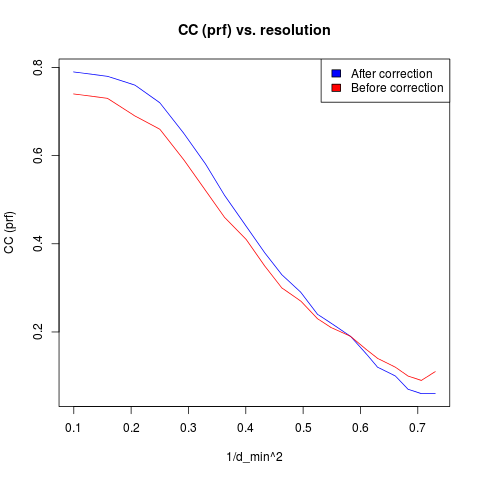 CC (prf) vs. resolution
After correction
Before correction
CC (prf)
0.8
0.6
0.4
0.2
0.1 0.2 0.3 0.4 0.5 0.6 0.7
1/d_min^2